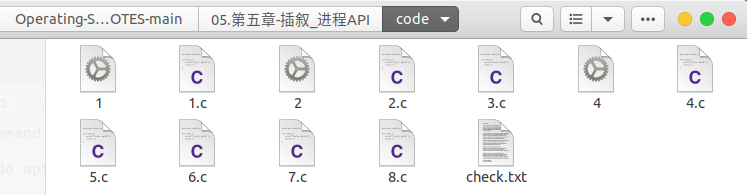 Operating-S...OTES-main 05.第五章-插叙_进程API code
1 1.c 2 2.c 3.c 4 4.c
5.c 6.c 7.c 8.c check.txt